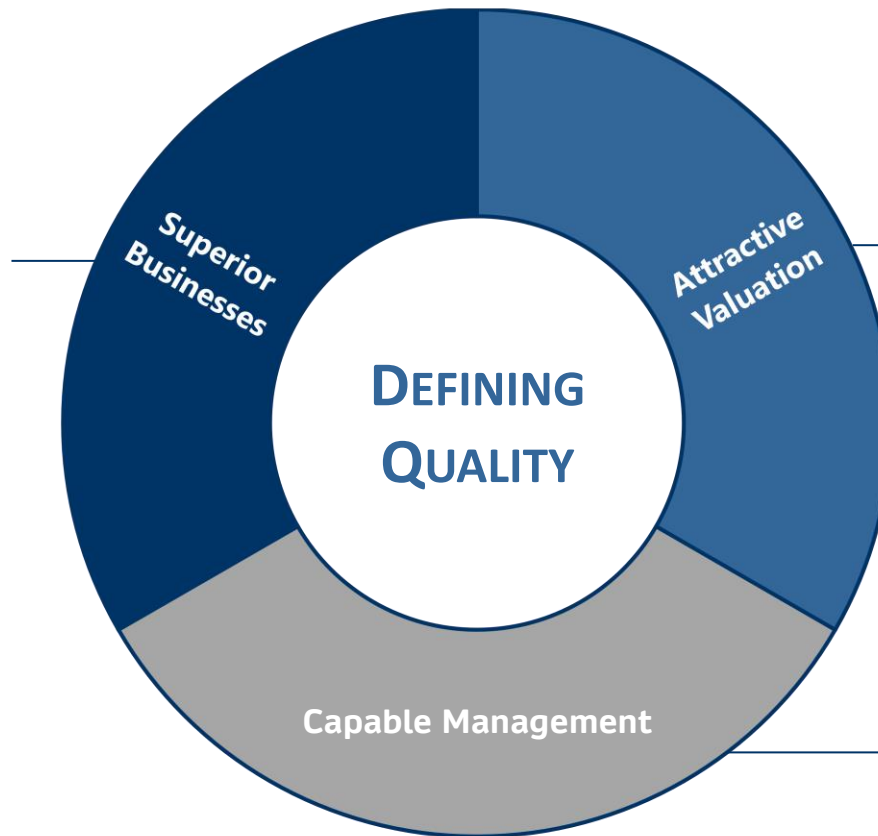 Superior
Businesses
Attractive
Valuation
DEFINING
QUALITY
Capable Management